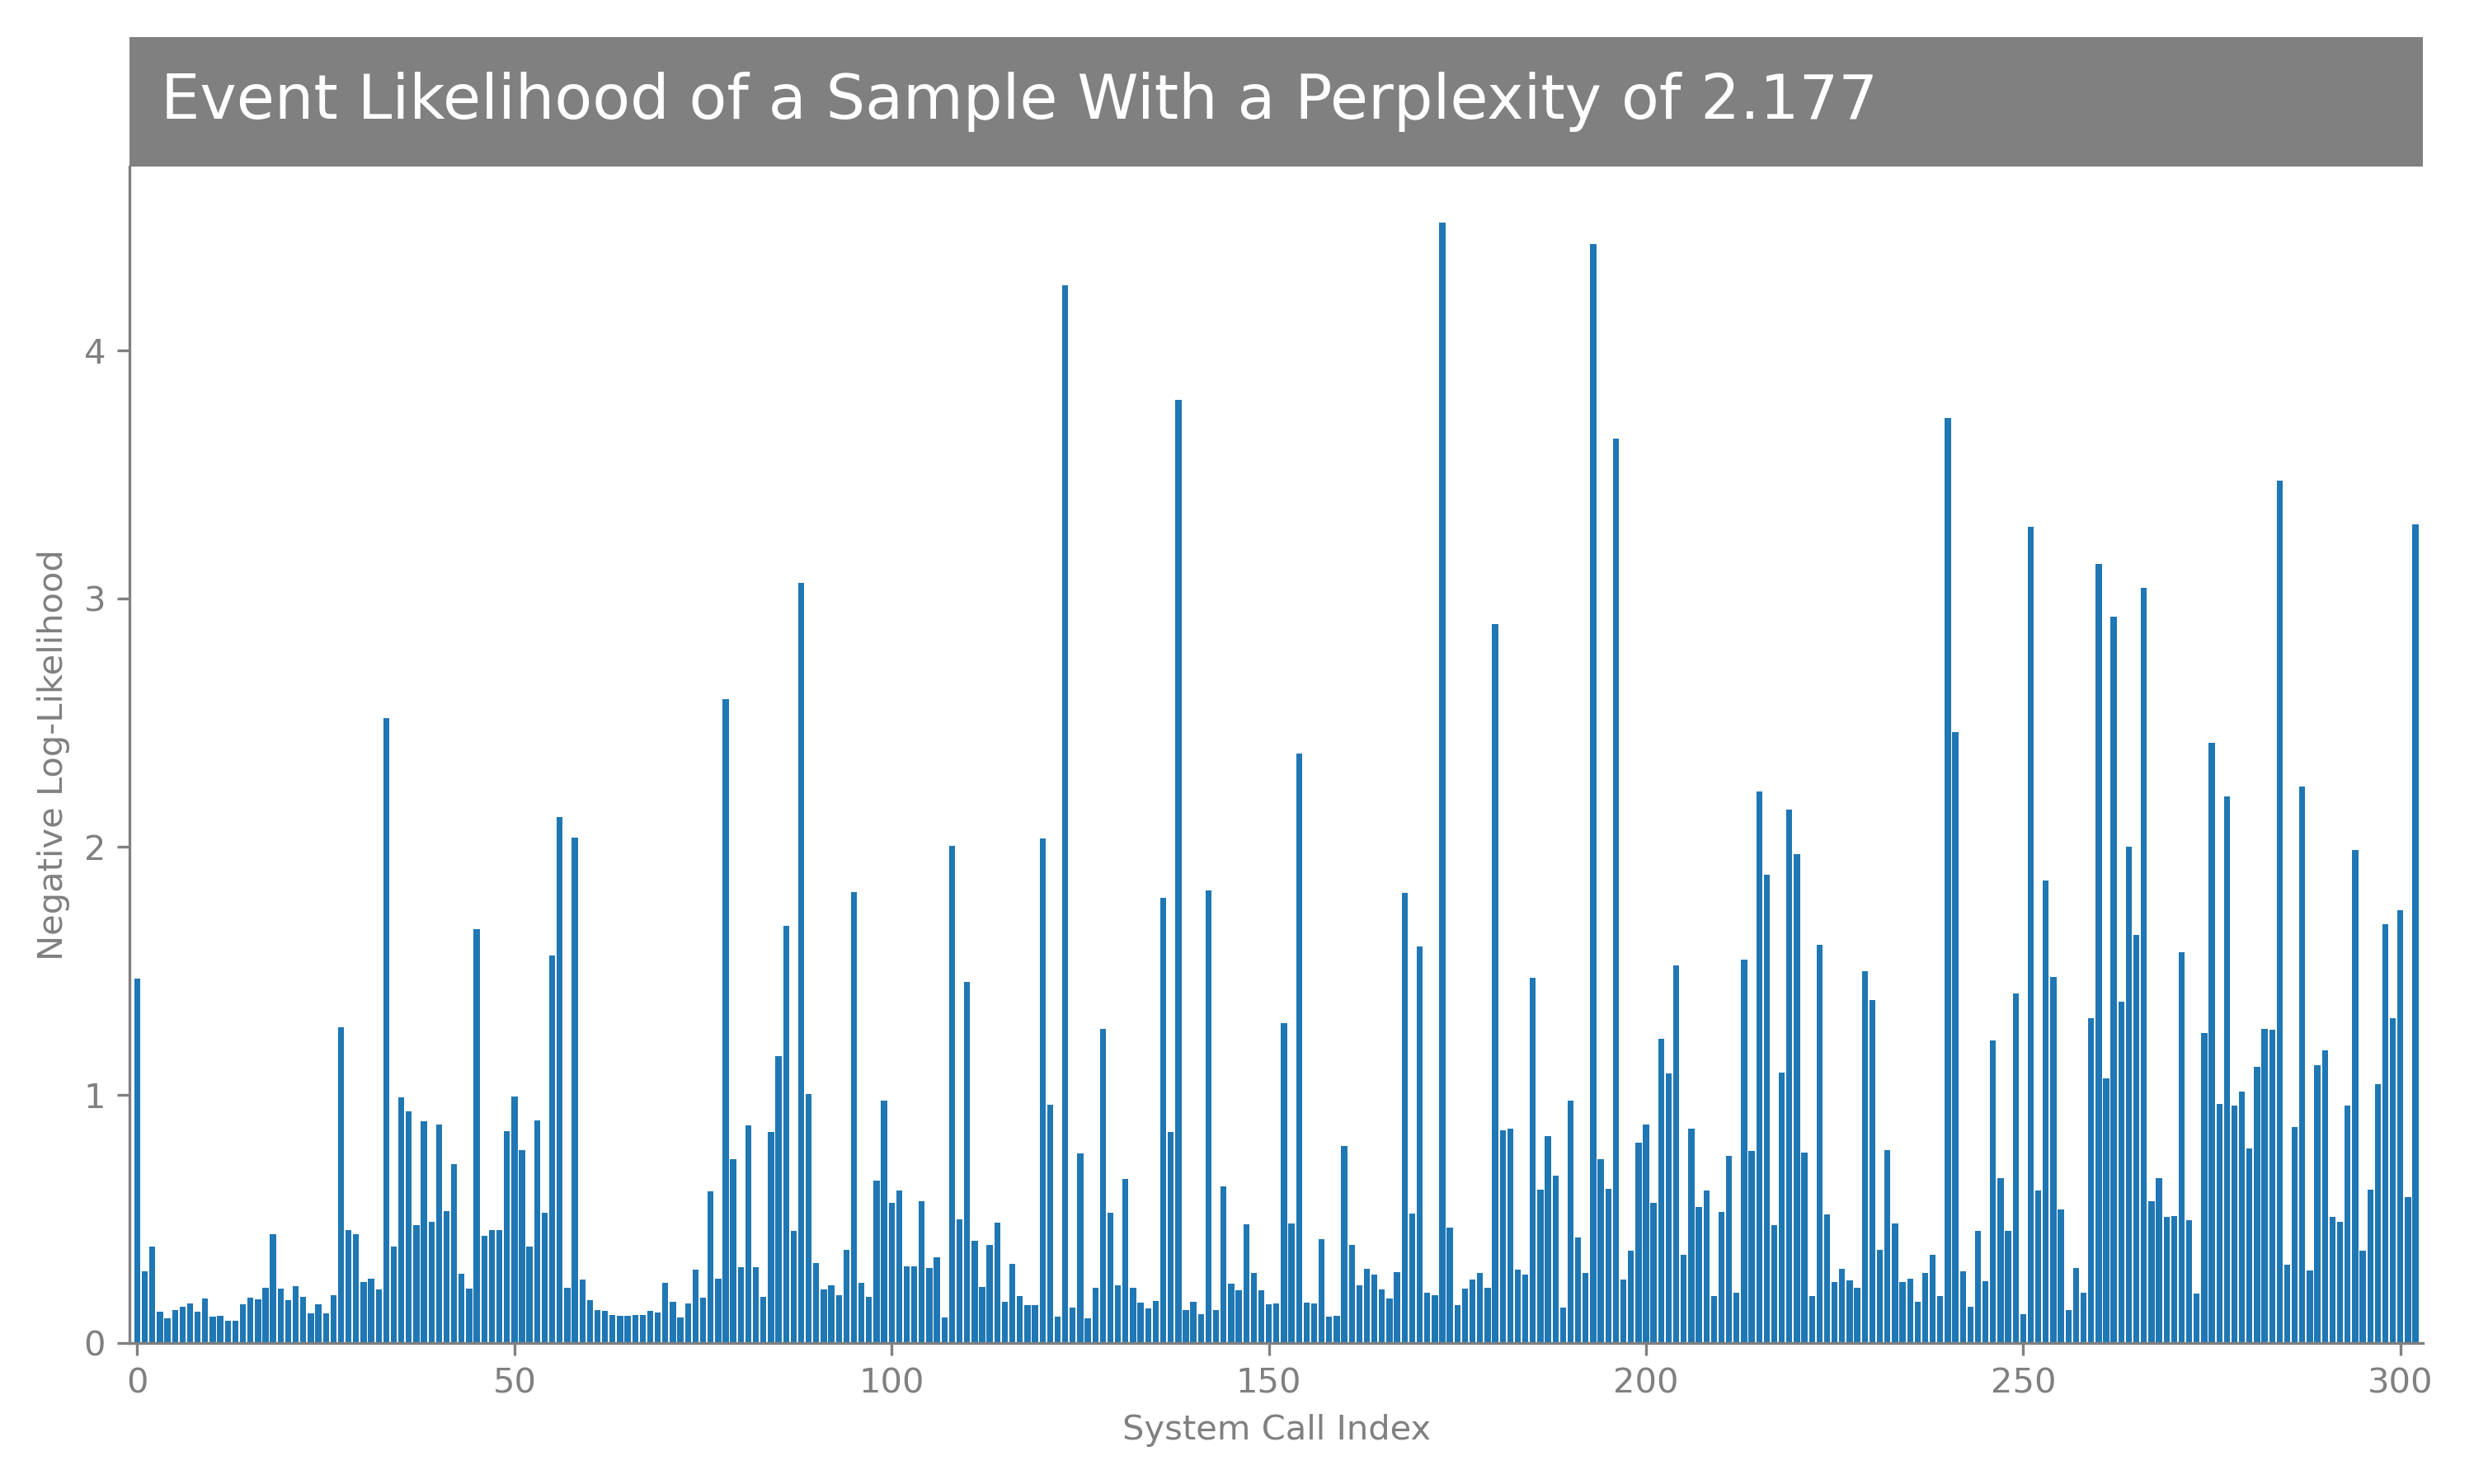 Event Likelihood of a Sample With a Perplexity of 2.177
Negative Log-Likelihood
4
3
2
1
0
0 50 100 150 200 250 300
System Call Index